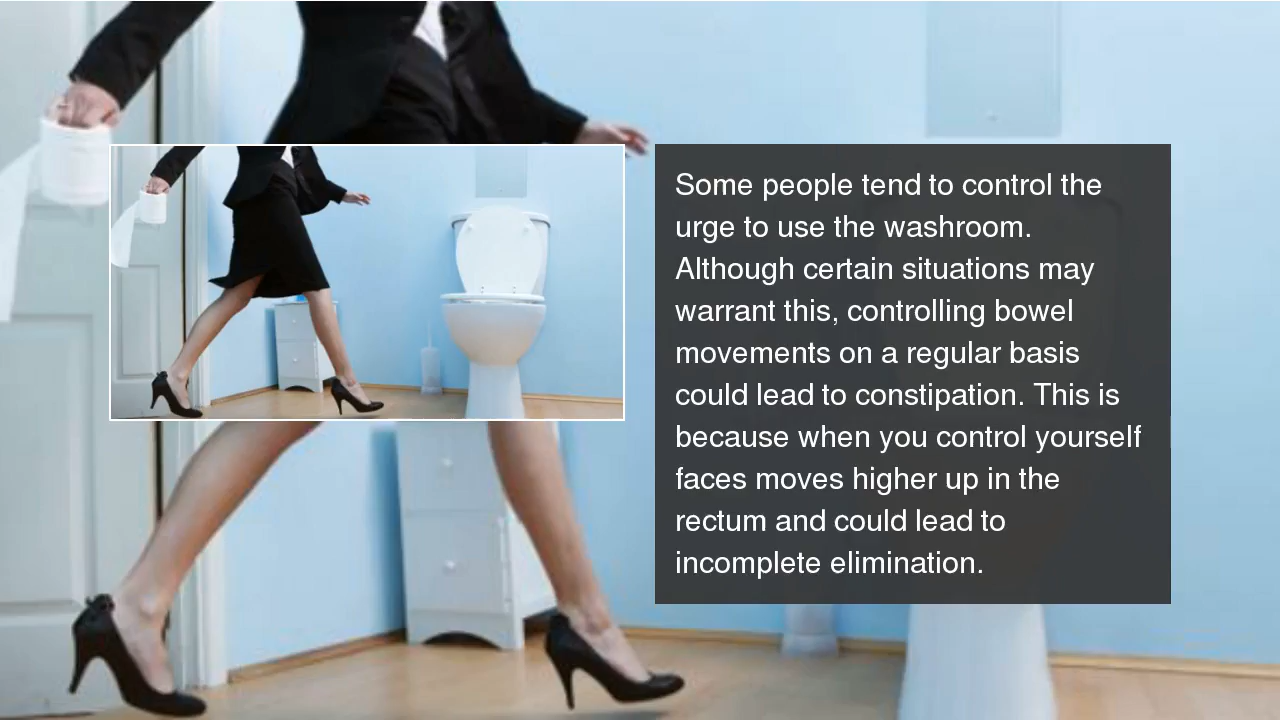 Some people tend to control the
urge to use the washroom.
Although certain situations may
warrant this, controlling bowel
movements on a regular basis
could lead to constipation. This is
because when you control yourself
faces moves higher up in the
rectum and could lead to
incomplete elimination.